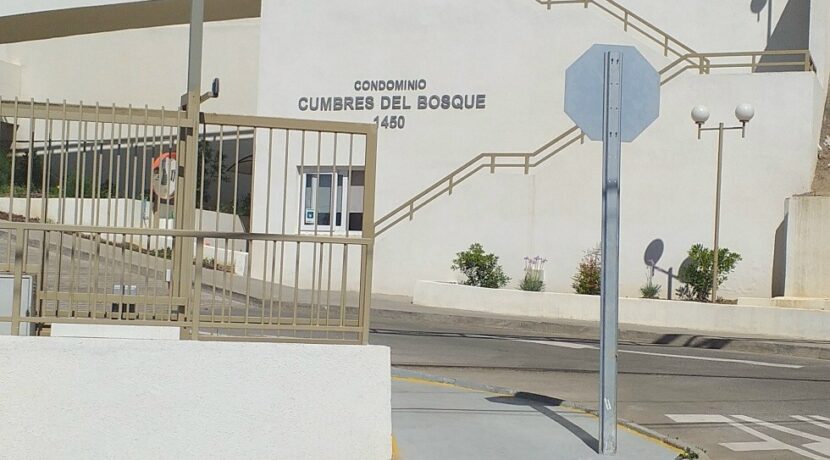 CONDOMINIO
CUMBRES DEL BOSQUE
1450